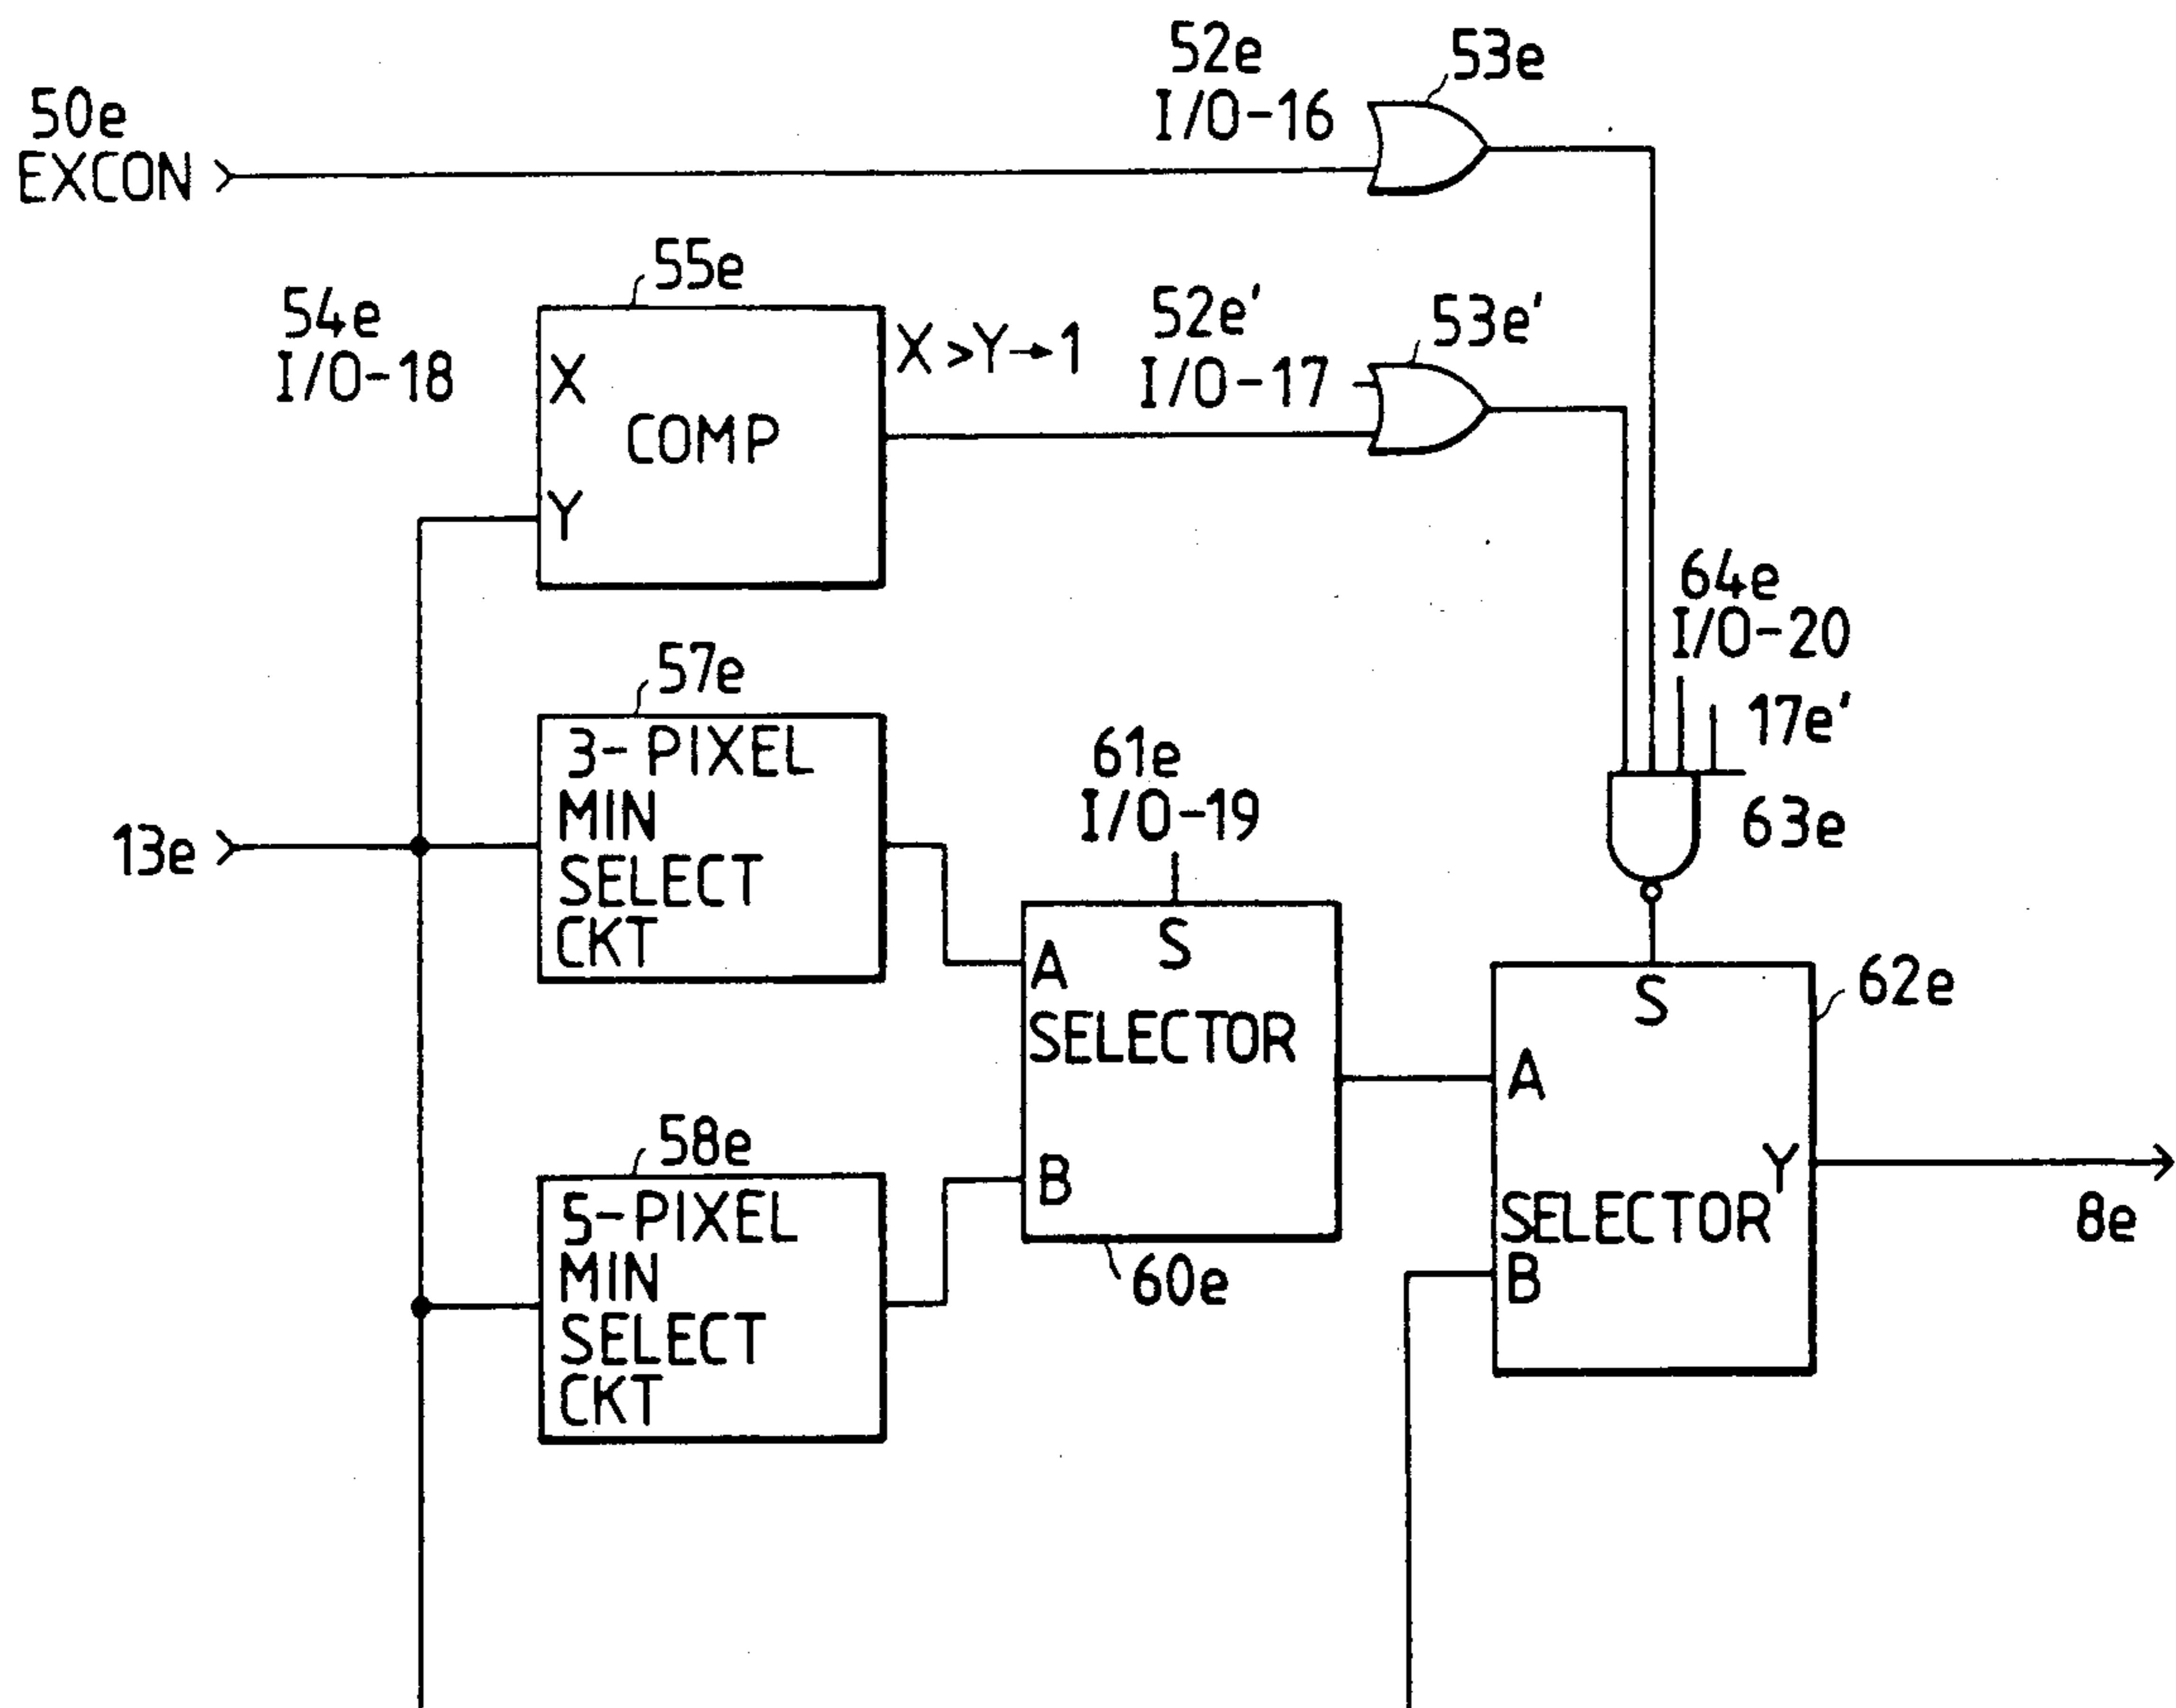 52e
I/O-16
53e
50e
EXCON
55e
54e
I/O-18
X
COMP
Y
X>Y→1
52e'
I/O-17
53e'
64e
I/O-20
17e'
63e
57e
3-PIXEL
MIN
SELECT
CKT
13e
61e
I/O-19
S
A
SELECTOR
B
60e
58e
5-PIXEL
MIN
SELECT
CKT
S
62e
A
Y
SELECTOR
B
8e